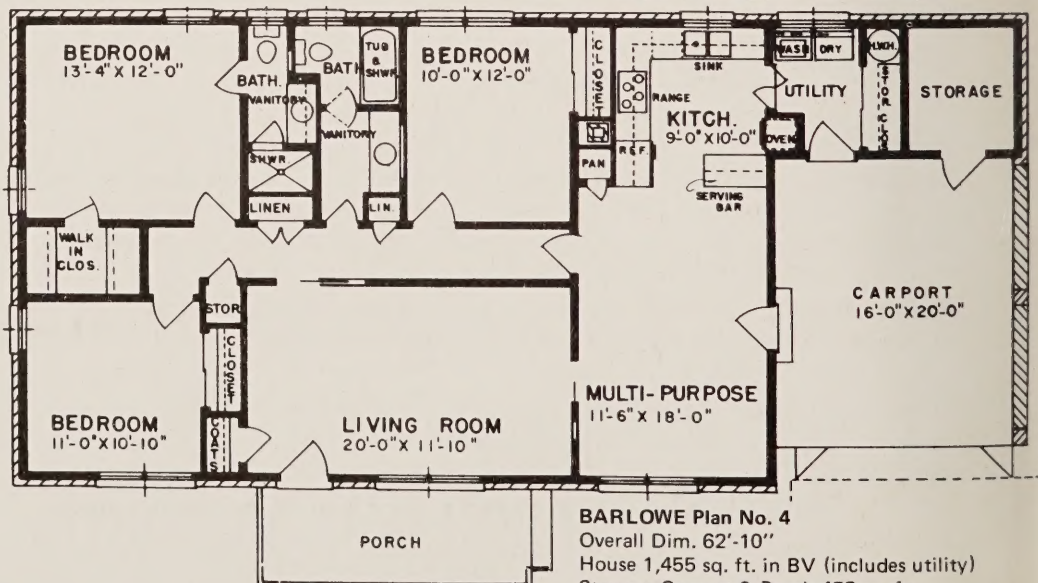 BEDROOM
13'-4" X 12'-0"
BATH.
VANITORY
SHWR
LINEN
BATH
TUB
&
SHWR.
VANITORY
LIN.
BEDROOM
10'-0" X 12'-0"
CLOSET
PAN
SINK
RANGE
KITCH.
9'-0" X 10'-0"
REF.
OVEN
SERVING
BAR
WASH
DRY
UTILITY
H.W.H.
STOR. CLOS
STORAGE
WALK
IN
CLOS.
STOR
CLOSET
COATS
BEDROOM
11'-0" X 10'-10"
LIVING ROOM
20'-0" X 11'-10"
MULTI-PURPOSE
11'-6" X 18'-0"
CARPORT
16'-0" X 20'-0"
PORCH
BARLOWE Plan No. 4
Overall Dim. 62'-10"
House 1,455 sq. ft. in BV (includes utility)